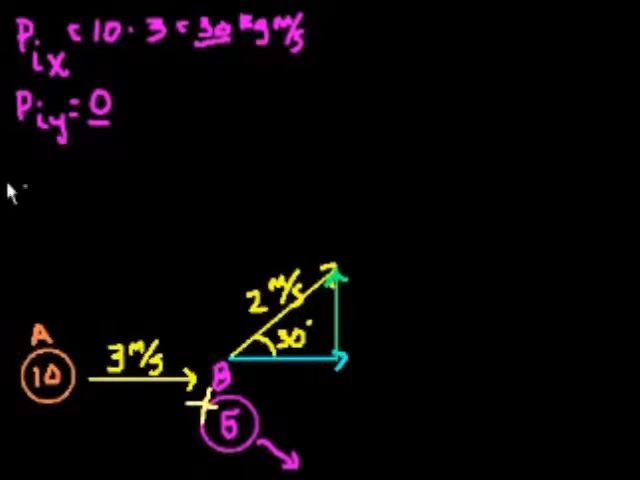 Pix = 10 · 3 = 30 kg m/s
Piy = 0
2 m/s
30°
A
3 m/s
B
10
5